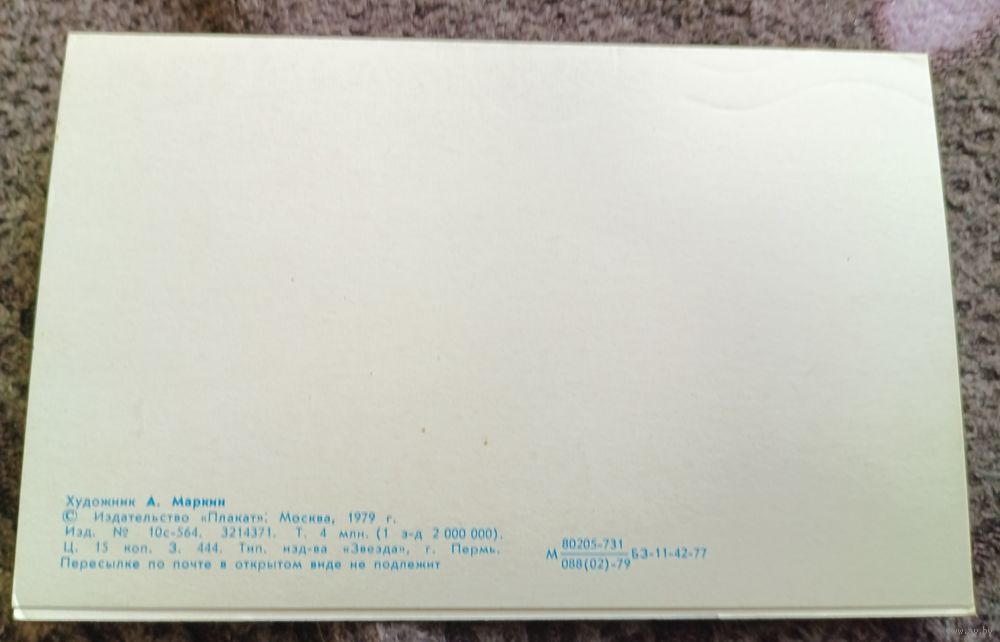 Художник А. Маркин
© Издательство «Плакат». Москва, 1979 г.
Изд. № 10с-564. 3214371. Т. 4 млн. (1 з-д 2 000 000).
Ц. 15 коп. З. 444. Тип. изд-ва «Звезда», г. Пермь.
Пересылке по почте в открытом виде не подлежит
М 80205-731 БЗ-11-42-77
088(02)-79